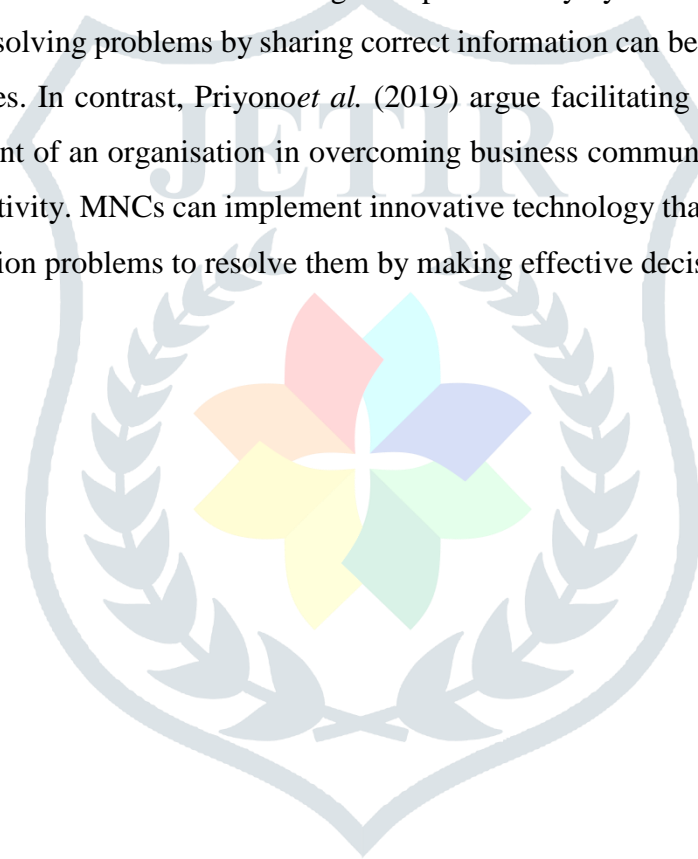 solving problems by sharing correct information can be
es. In contrast, Priyonoet al. (2019) argue facilitating
nt of an organisation in overcoming business commun
tivity. MNCs can implement innovative technology tha
ion problems to resolve them by making effective decis
JETIR